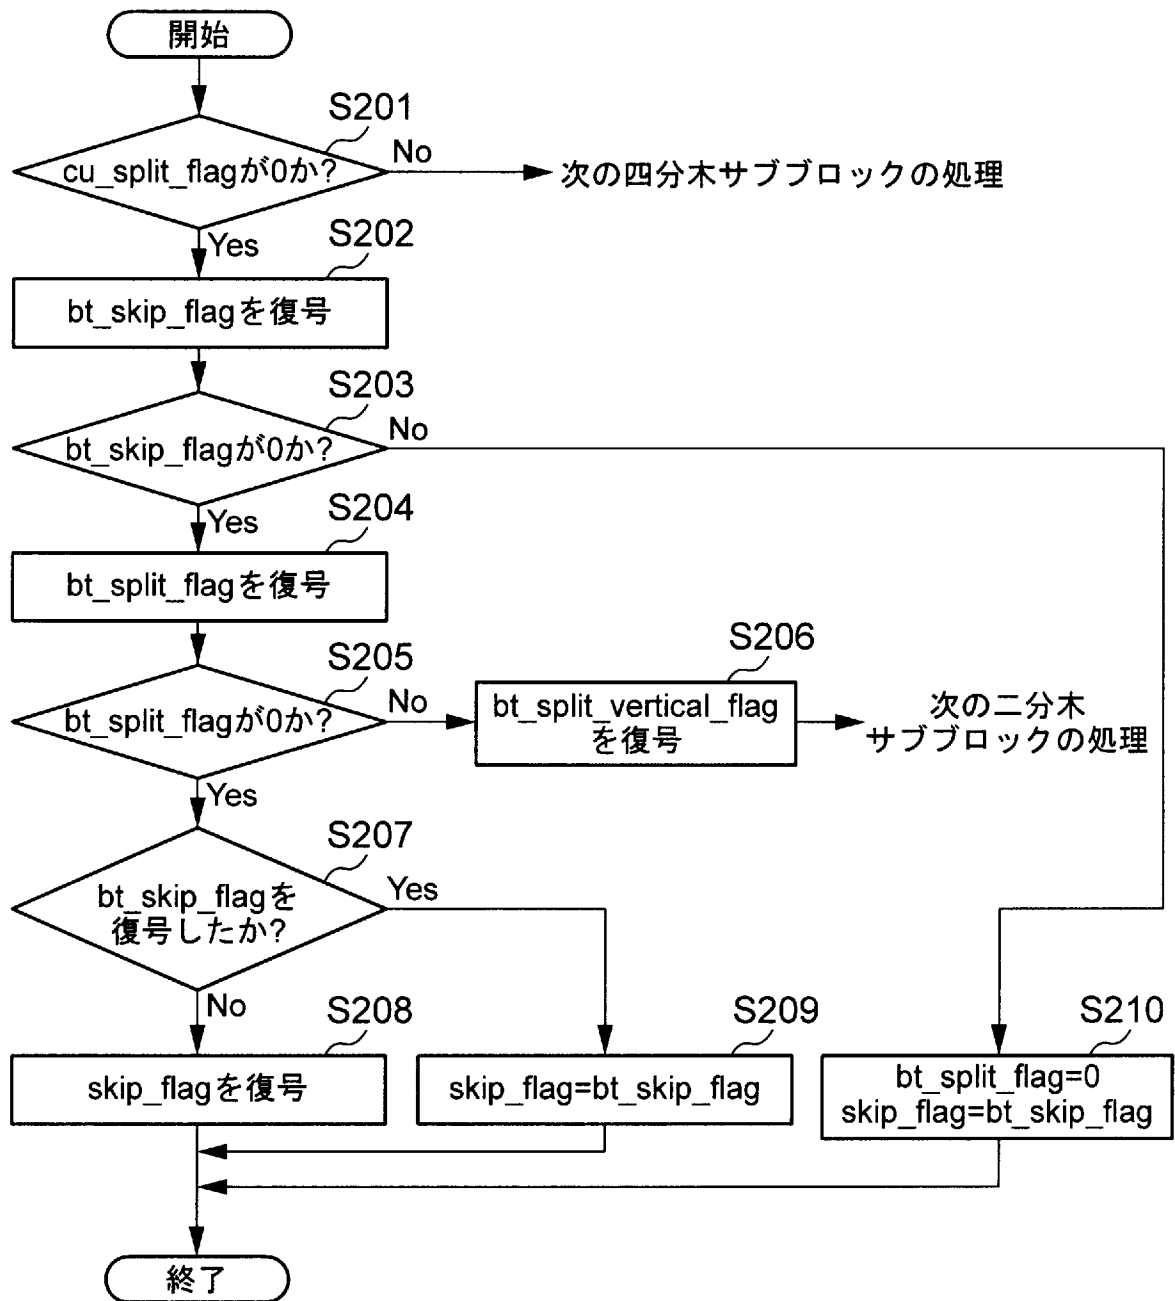 開始
S201
cu_split_flagが0か?
No
次の四分木サブブロックの処理
Yes
S202
bt_skip_flagを復号
S203
bt_skip_flagが0か?
No
Yes
S204
bt_split_flagを復号
S205
bt_split_flagが0か?
No
S206
bt_split_vertical_flag
を復号
次の二分木
サブブロックの処理
Yes
S207
bt_skip_flagを
復号したか?
Yes
No
S208
skip_flagを復号
S209
skip_flag=bt_skip_flag
S210
bt_split_flag=0
skip_flag=bt_skip_flag
終了